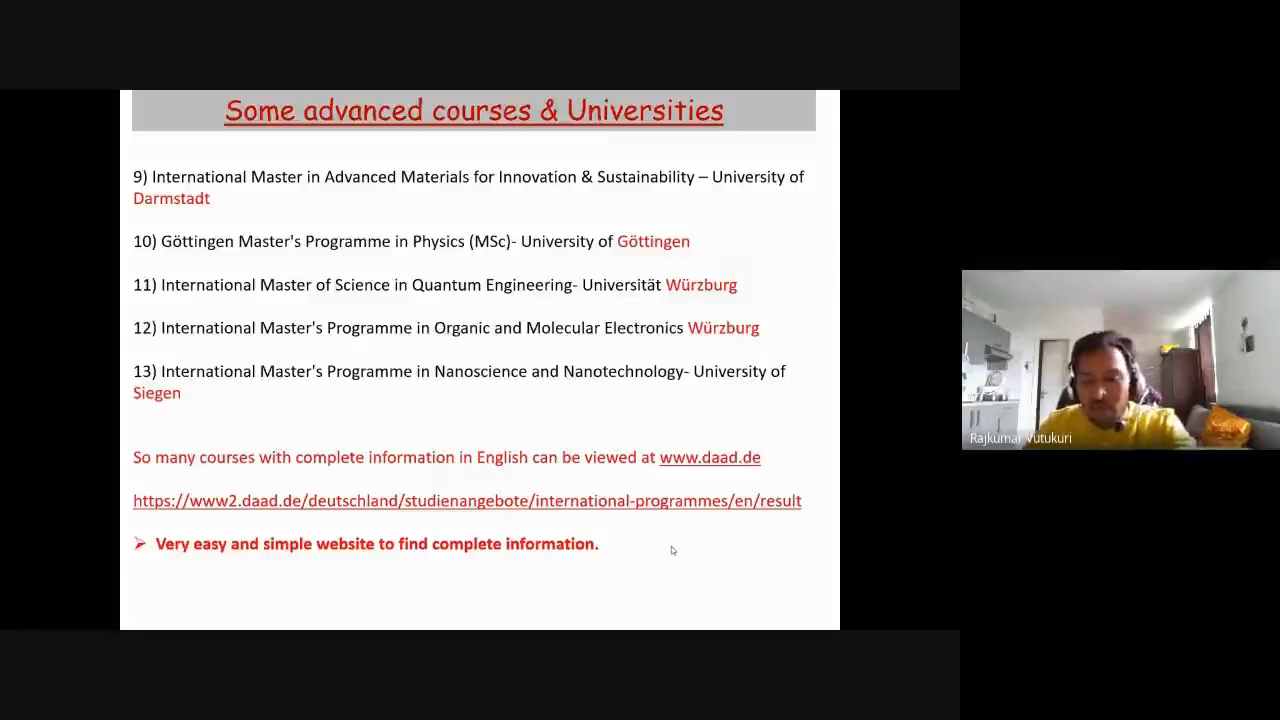 Some advanced courses & Universities
9) International Master in Advanced Materials for Innovation & Sustainability – University of
Darmstadt
10) Göttingen Master's Programme in Physics (MSc)- University of Göttingen
11) International Master of Science in Quantum Engineering- Universität Würzburg
12) International Master's Programme in Organic and Molecular Electronics Würzburg
13) International Master's Programme in Nanoscience and Nanotechnology- University of
Siegen
So many courses with complete information in English can be viewed at www.daad.de
https://www2.daad.de/deutschland/studienangebote/international-programmes/en/result
Very easy and simple website to find complete information.
Rajkumar Vutukuri